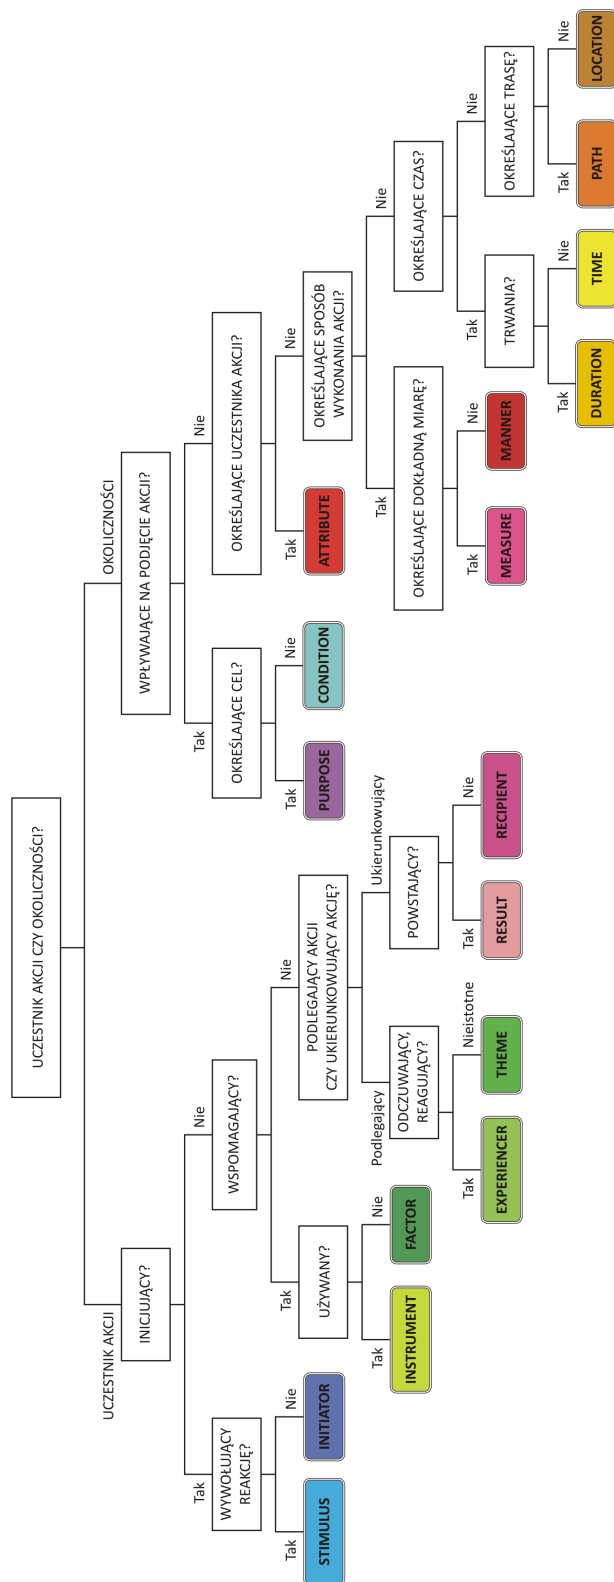 UCZESTNIK AKCJI CZY OKOLICZNOŚCI?
UCZESTNIK AKCJI
OKOLICZNOŚCI
INICJUJĄCY?
WPŁYWAJĄCE NA PODJĘCIE AKCJI?
Tak
Nie
Tak
Nie
WYWOŁUJĄCY
REAKCJĘ?
WSPOMAGAJĄCY?
OKREŚLAJĄCE CEL?
OKREŚLAJĄCE UCZESTNIKA AKCJI?
Tak
Nie
Tak
Nie
Tak
Nie
Tak
Nie
STIMULUS
INITIATOR
UŻYWANY?
PODLEGAJĄCY AKCJI
CZY UKIERUNKOWUJĄCY AKCJĘ?
PURPOSE
CONDITION
ATTRIBUTE
OKREŚLAJĄCE SPOSÓB
WYKONANIA AKCJI?
Tak
Nie
Podlegający
Ukierunkowujący
Tak
Nie
INSTRUMENT
FACTOR
ODCZUWAJĄCY,
REAGUJĄCY?
POWSTAJĄCY?
OKREŚLAJĄCE DOKŁADNĄ MIARĘ?
OKREŚLAJĄCE CZAS?
Tak
Nieistotne
Tak
Nie
Tak
Nie
Tak
Nie
EXPERIENCER
THEME
RESULT
RECIPIENT
MEASURE
MANNER
TRWANIA?
OKREŚLAJĄCE TRASĘ?
Tak
Nie
Tak
Nie
DURATION
TIME
PATH
LOCATION